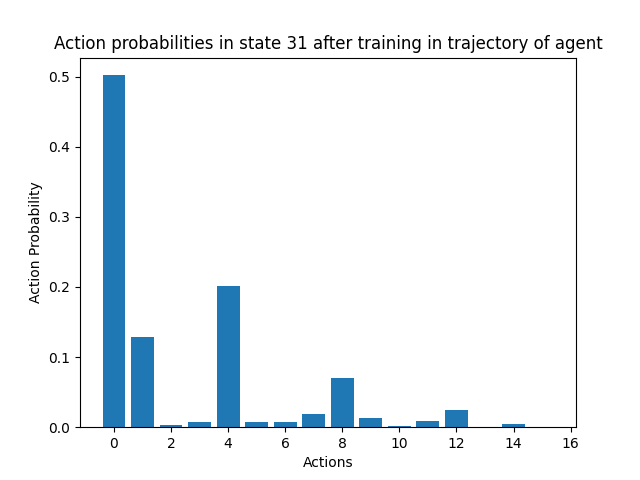 Action probabilities in state 31 after training in trajectory of agent
Action Probability
0.5
0.4
0.3
0.2
0.1
0.0
0 2 4 6 8 10 12 14 16
Actions